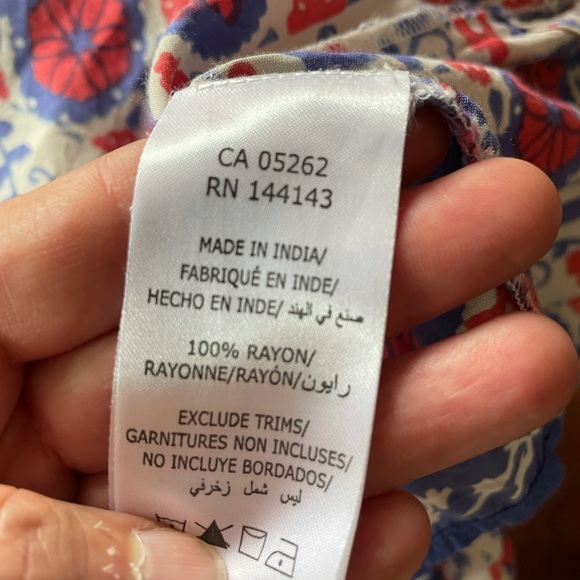 CA 05262
RN 144143
MADE IN INDIA/
FABRIQUÉ EN INDE/
HECHO EN INDE/ صنع في الهند
100% RAYON/
RAYONNE/RAYÓN/رايون
EXCLUDE TRIMS/
GARNITURES NON INCLUSES/
NO INCLUYE BORDADOS/
ليس شمل زخرفي